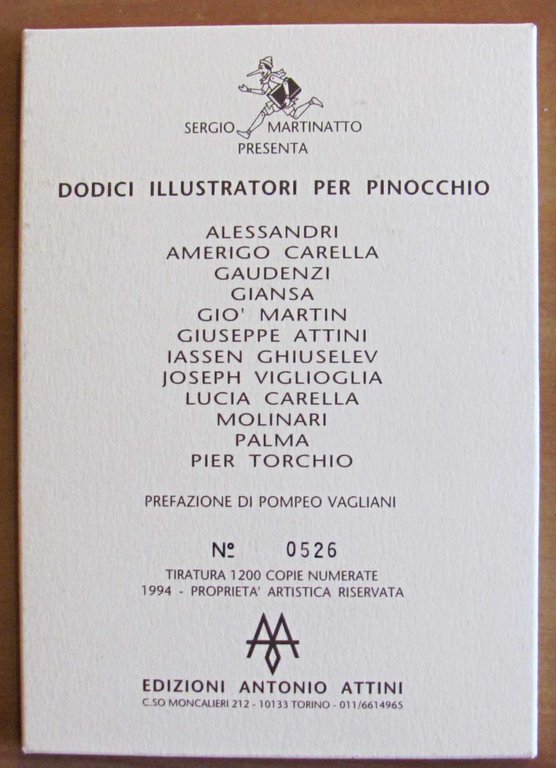 SERGIO MARTINATTO
PRESENTA
DODICI ILLUSTRATORI PER PINOCCHIO
ALESSANDRI
AMERIGO CARELLA
GAUDENZI
GIANSA
GIO' MARTIN
GIUSEPPE ATTINI
IASSEN GHIUSELEV
JOSEPH VIGLIOGLIA
LUCIA CARELLA
MOLINARI
PALMA
PIER TORCHIO
PREFAZIONE DI POMPEO VAGLIANI
Nº 0526
TIRATURA 1200 COPIE NUMERATE
1994 - PROPRIETA' ARTISTICA RISERVATA
EDIZIONI ANTONIO ATTINI
C.SO MONCALIERI 212 - 10133 TORINO - 011/6614965